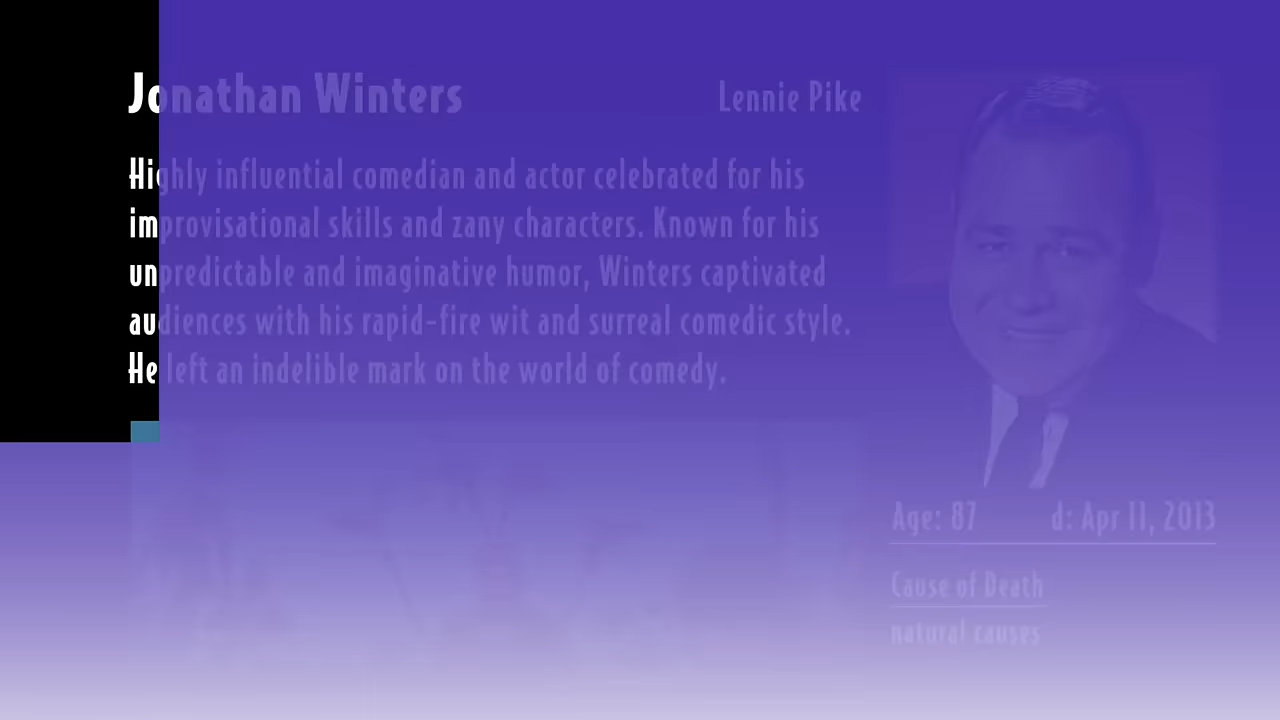 Jonathan Winters
Lennie Pike
Highly influential comedian and actor celebrated for his
improvisational skills and zany characters. Known for his
unpredictable and imaginative humor, Winters captivated
audiences with his rapid-fire wit and surreal comedic style.
He left an indelible mark on the world of comedy.
Age: 87
d: Apr 11, 2013
Cause of Death
natural causes